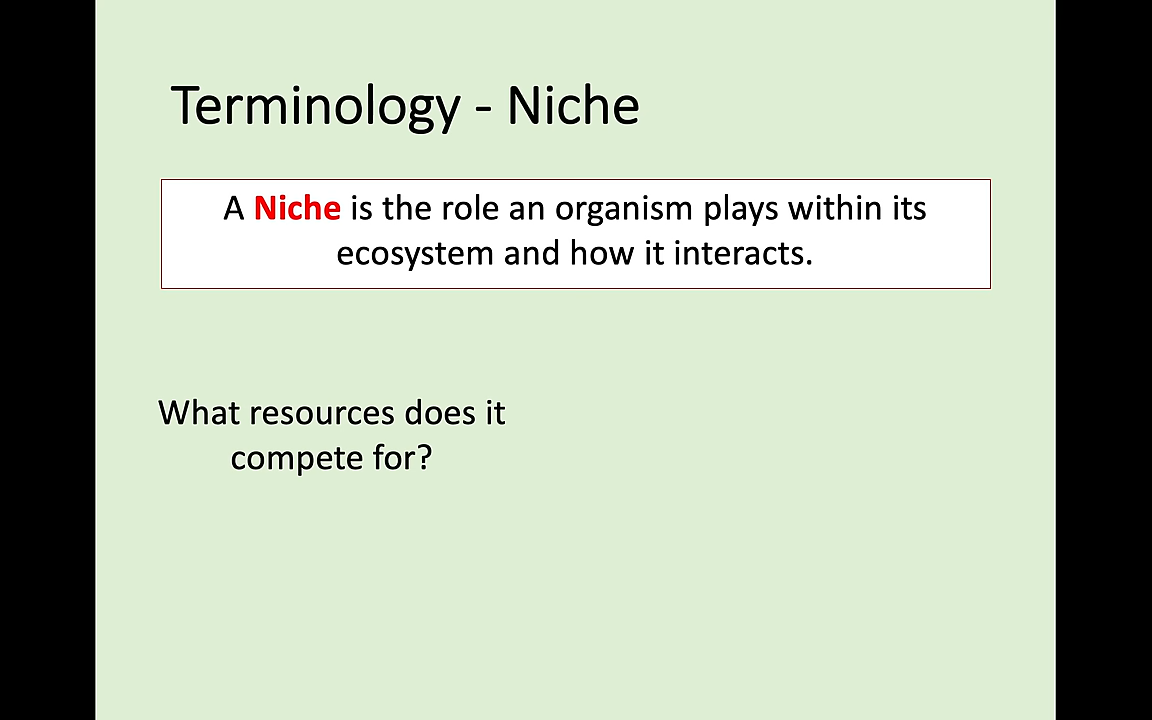 Terminology - Niche
A Niche is the role an organism plays within its
ecosystem and how it interacts.
What resources does it
compete for?